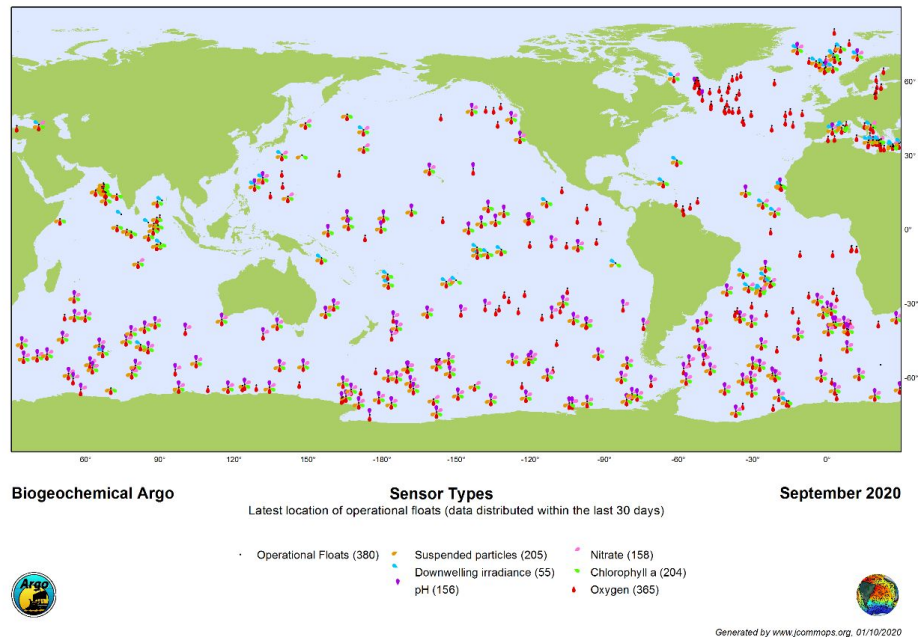 60°
30°
0°
-30°
-60°
60°
90°
120°
150°
-180°
-150°
-120°
-90°
-60°
-30°
0°
Biogeochemical Argo
Sensor Types
September 2020
Latest location of operational floats (data distributed within the last 30 days)
Operational Floats (380)
Suspended particles (205)
Nitrate (158)
Downwelling irradiance (55)
Chlorophyll a (204)
pH (156)
Oxygen (365)
Argo
Generated by www.jcommops.org, 01/10/2020